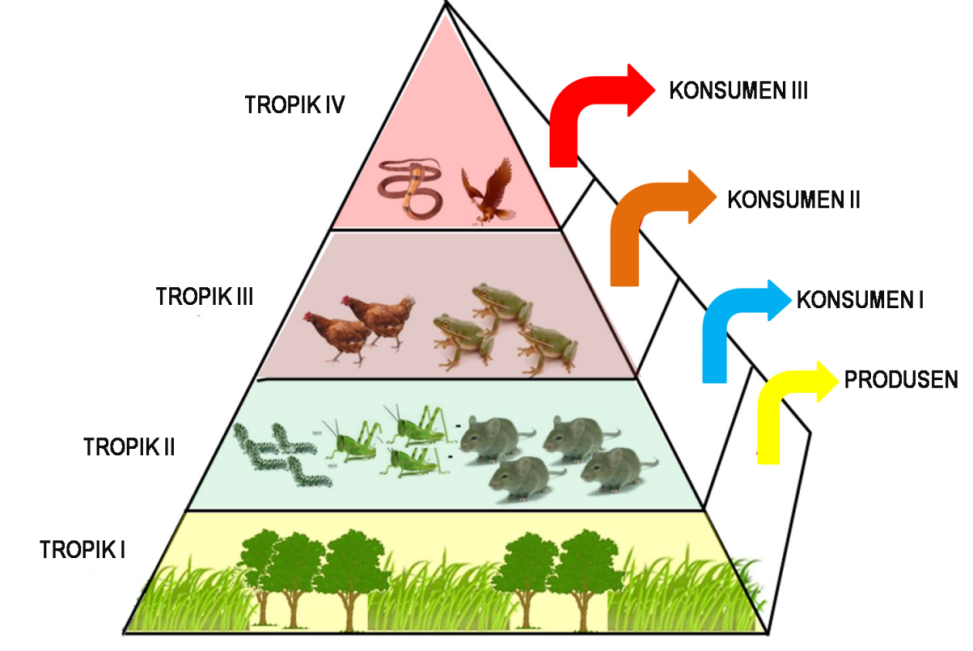 TROPIK IV
KONSUMEN III
KONSUMEN II
TROPIK III
KONSUMEN I
PRODUSEN
TROPIK II
TROPIK I